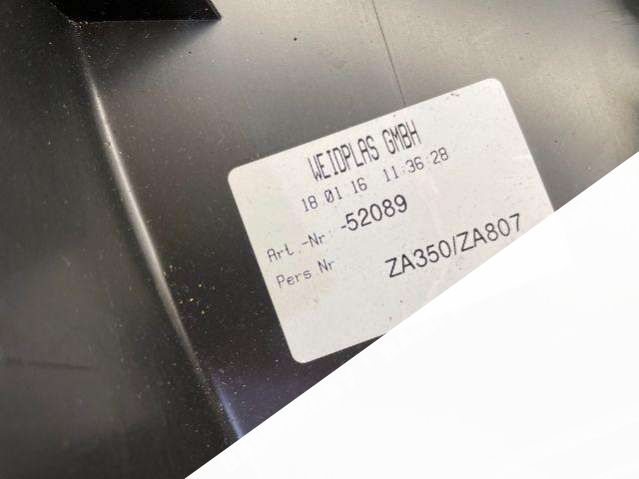 WEIDPLAS GMBH
18 01 16 11:36:28
Art.-Nr -52089
Pers Nr ZA350/ZA807